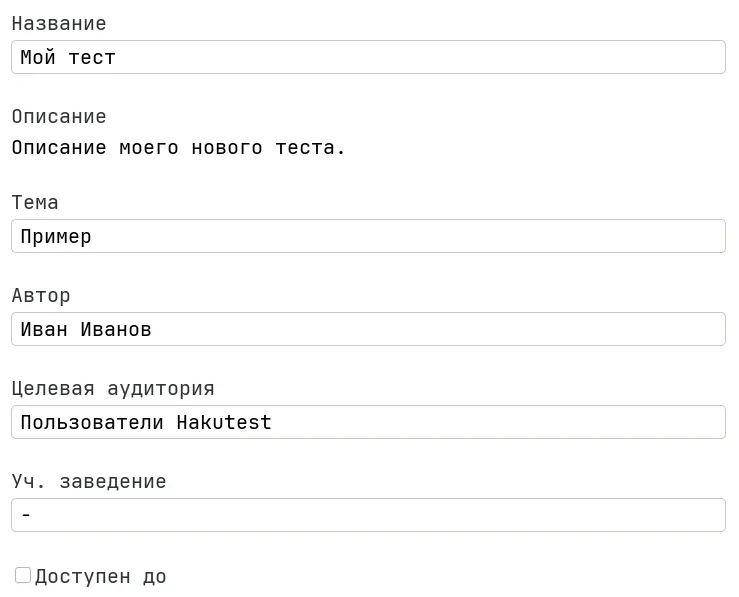 Название
Мой тест
Описание
Описание моего нового теста.
Тема
Пример
Автор
Иван Иванов
Целевая аудитория
Пользователи Hakutest
Уч. заведение
-
Доступен до